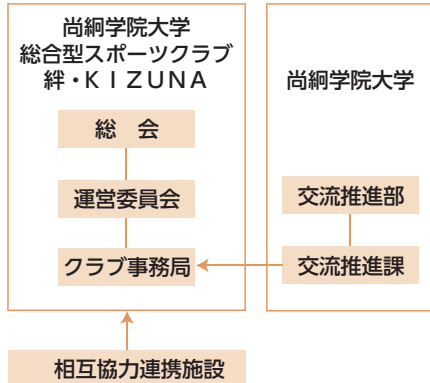 尚絅学院大学
総合型スポーツクラブ
絆・ＫＩＺＵＮＡ
総　会
運営委員会
クラブ事務局
尚絅学院大学
交流推進部
交流推進課
相互協力連携施設